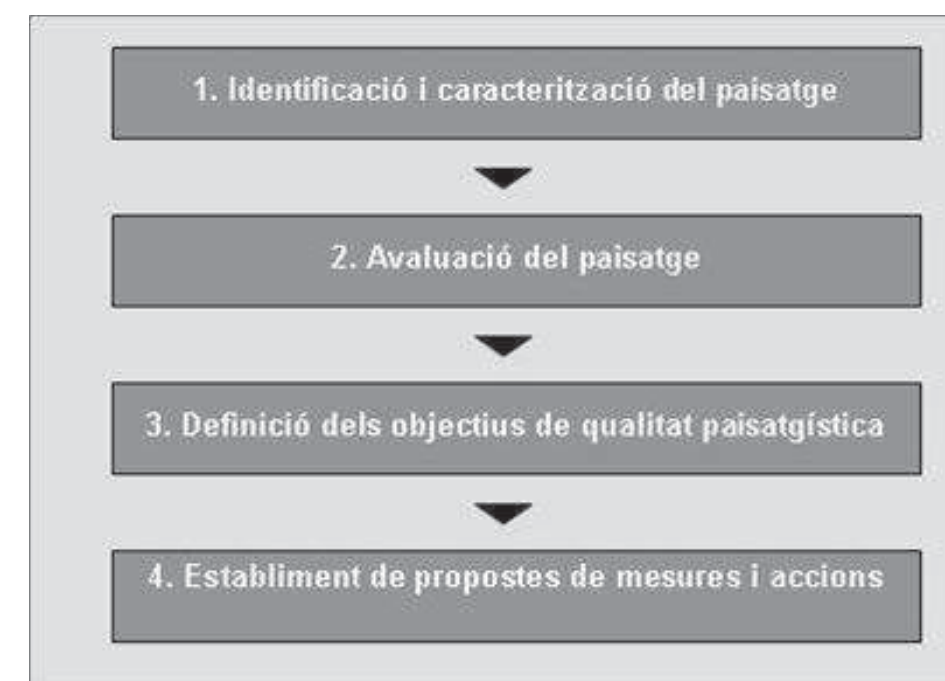 1. Identificació i caracterització del paisatge
2. Avaluació del paisatge
3. Definició dels objectius de qualitat paisatgística
4. Establiment de propostes de mesures i accions